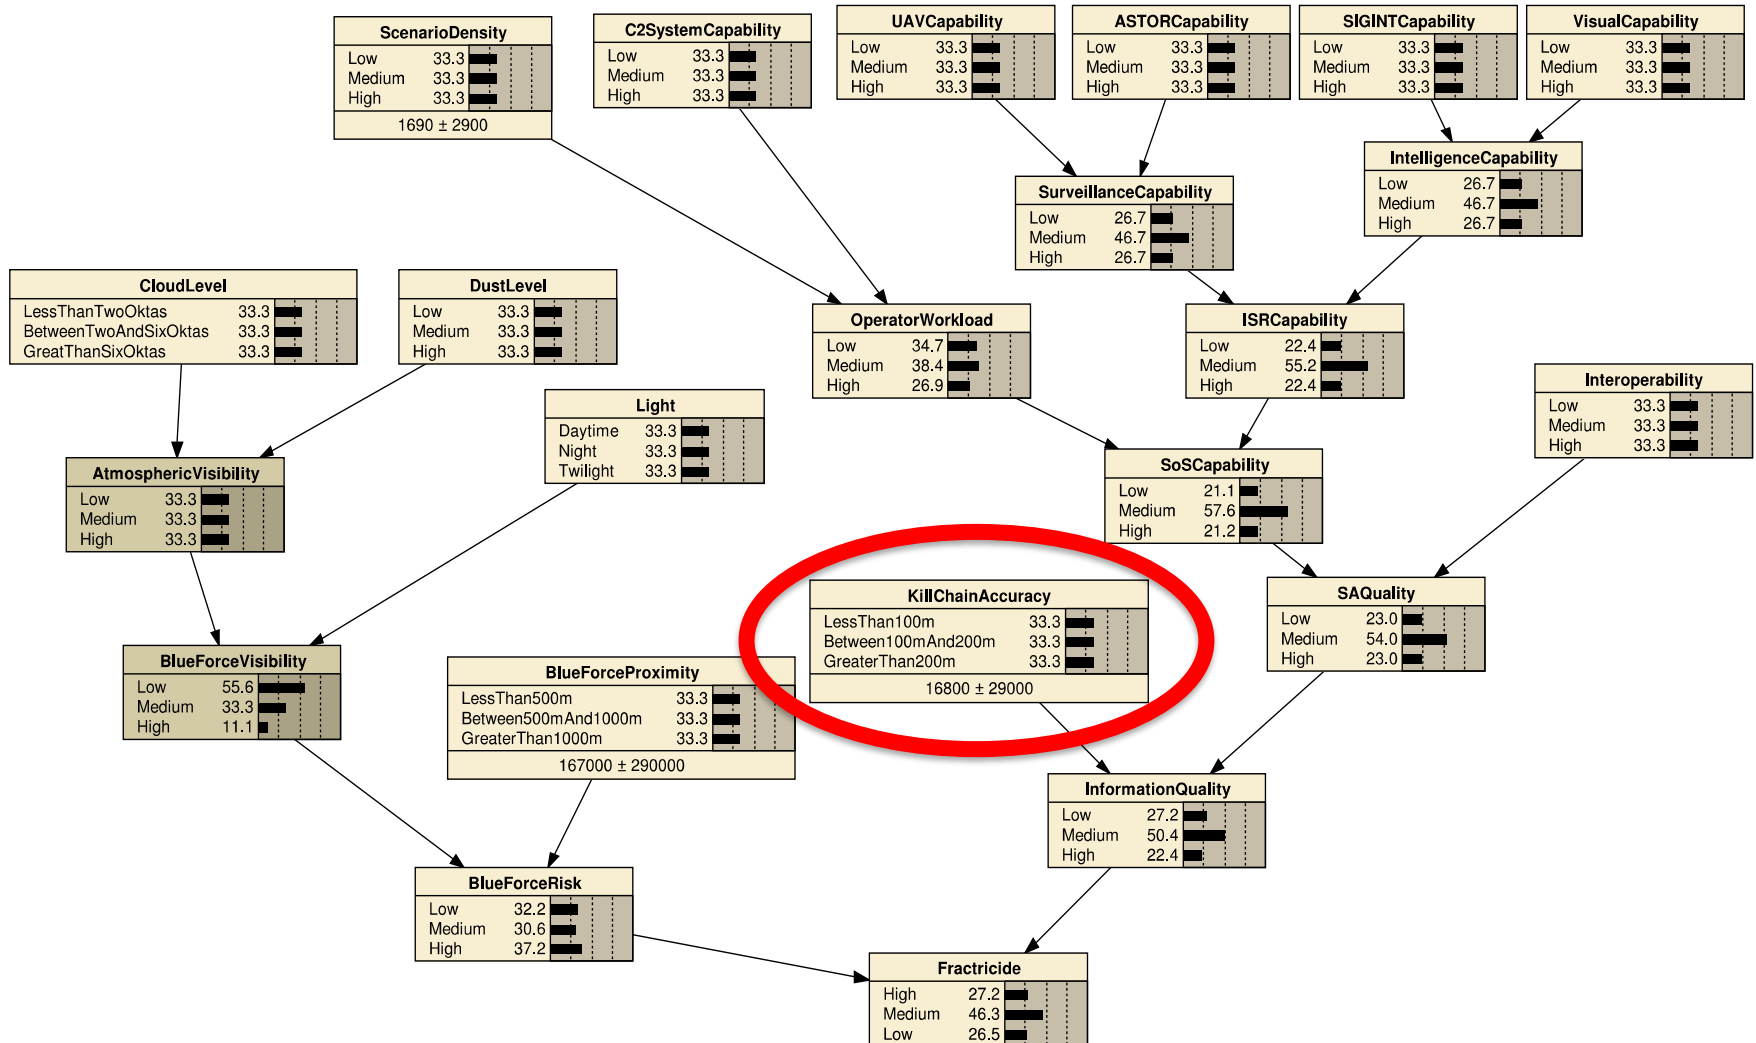 ScenarioDensity
Low 33.3
Medium 33.3
High 33.3
1690 ± 2900
C2SystemCapability
Low 33.3
Medium 33.3
High 33.3
UAVCapability
Low 33.3
Medium 33.3
High 33.3
ASTORCapability
Low 33.3
Medium 33.3
High 33.3
SIGINTCapability
Low 33.3
Medium 33.3
High 33.3
VisualCapability
Low 33.3
Medium 33.3
High 33.3
IntelligenceCapability
Low 26.7
Medium 46.7
High 26.7
SurveillanceCapability
Low 26.7
Medium 46.7
High 26.7
CloudLevel
LessThanTwoOktas 33.3
BetweenTwoAndSixOktas 33.3
GreatThanSixOktas 33.3
DustLevel
Low 33.3
Medium 33.3
High 33.3
OperatorWorkload
Low 34.7
Medium 38.4
High 26.9
ISRCapability
Low 22.4
Medium 55.2
High 22.4
Interoperability
Low 33.3
Medium 33.3
High 33.3
Light
Daytime 33.3
Night 33.3
Twilight 33.3
AtmosphericVisibility
Low 33.3
Medium 33.3
High 33.3
SoSCapability
Low 21.1
Medium 57.6
High 21.2
KillChainAccuracy
LessThan100m 33.3
Between100mAnd200m 33.3
GreaterThan200m 33.3
16800 ± 29000
SAQuality
Low 23.0
Medium 54.0
High 23.0
BlueForceVisibility
Low 55.6
Medium 33.3
High 11.1
BlueForceProximity
LessThan500m 33.3
Between500mAnd1000m 33.3
GreaterThan1000m 33.3
167000 ± 290000
InformationQuality
Low 27.2
Medium 50.4
High 22.4
BlueForceRisk
Low 32.2
Medium 30.6
High 37.2
Fractricide
High 27.2
Medium 46.3
Low 26.5